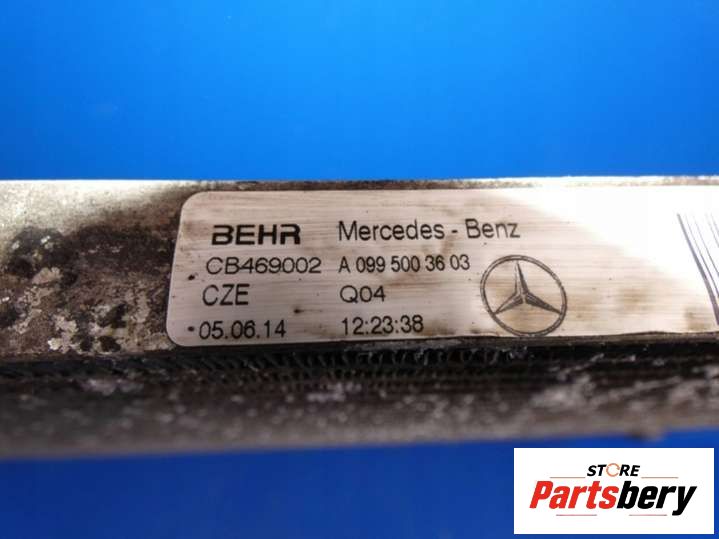 BEHR Mercedes-Benz
CB469002 A 099 500 36 03
CZE Q04
05.06.14 12:23:38
STORE
Partsbery